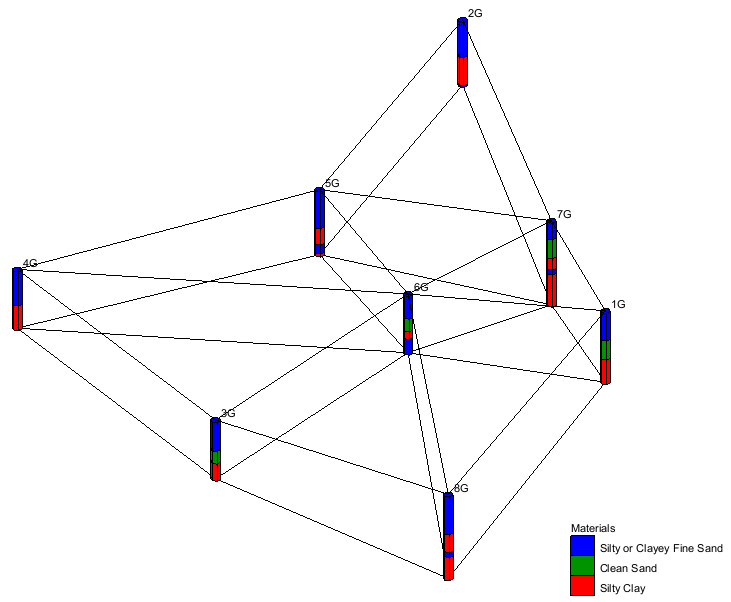 2G
5G
7G
4G
6G
1G
3G
8G
Materials
Silty or Clayey Fine Sand
Clean Sand
Silty Clay